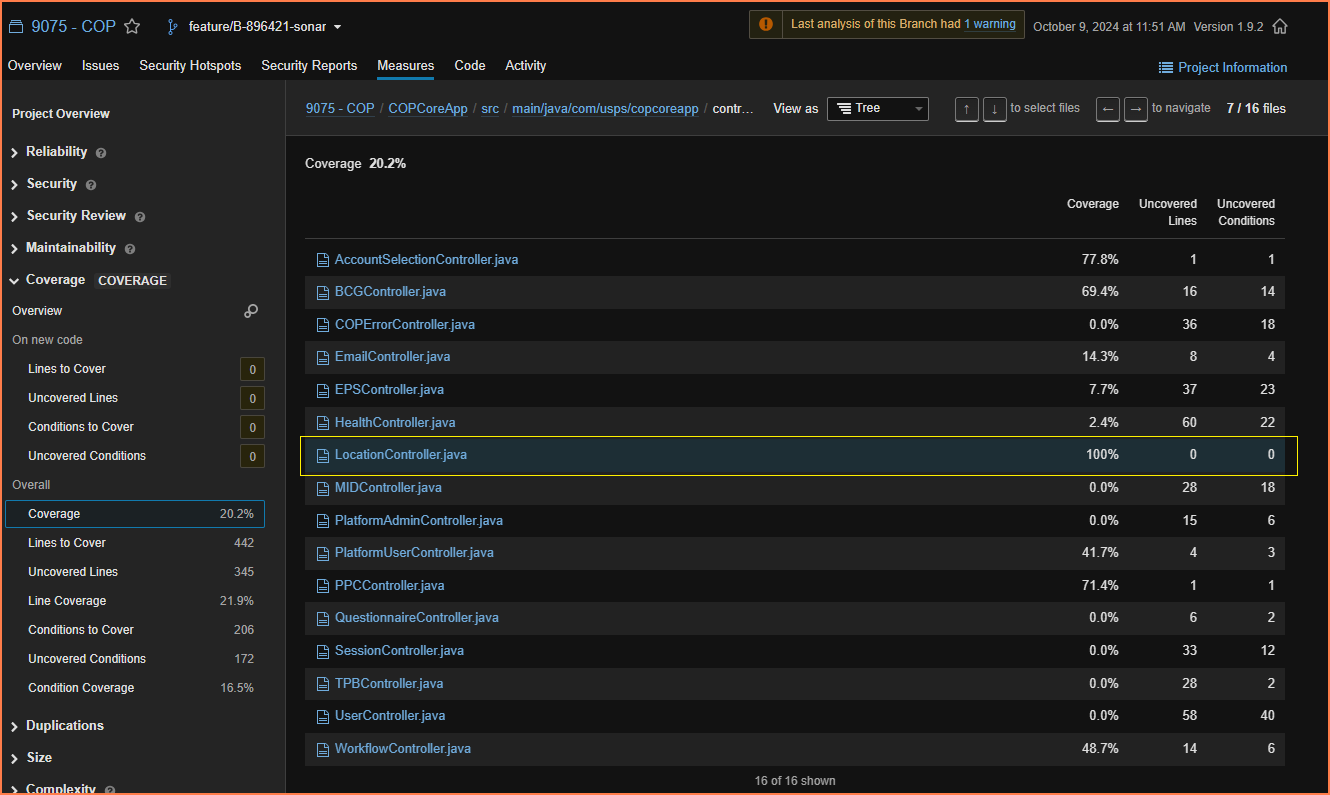 9075 - COP feature/B-896421-sonar Last analysis of this Branch had 1 warning October 9, 2024 at 11:51 AM Version 1.9.2
Overview Issues Security Hotspots Security Reports Measures Code Activity Project Information
Project Overview
Reliability
Security
Security Review
Maintainability
Coverage COVERAGE
Overview
On new code
Lines to Cover 0
Uncovered Lines 0
Conditions to Cover 0
Uncovered Conditions 0
Overall
Coverage 20.2%
Lines to Cover 442
Uncovered Lines 345
Line Coverage 21.9%
Conditions to Cover 206
Uncovered Conditions 172
Condition Coverage 16.5%
Duplications
Size
Complexity
9075 - COP / COPCoreApp / src / main/java/com/usps/copcoreapp / contr... View as Tree ↑ ↓ to select files ← → to navigate 7 / 16 files
Coverage 20.2%
Coverage Uncovered Lines Uncovered Conditions
AccountSelectionController.java 77.8% 1 1
BCGController.java 69.4% 16 14
COPErrorController.java 0.0% 36 18
EmailController.java 14.3% 8 4
EPSController.java 7.7% 37 23
HealthController.java 2.4% 60 22
LocationController.java 100% 0 0
MIDController.java 0.0% 28 18
PlatformAdminController.java 0.0% 15 6
PlatformUserController.java 41.7% 4 3
PPCController.java 71.4% 1 1
QuestionnaireController.java 0.0% 6 2
SessionController.java 0.0% 33 12
TPBController.java 0.0% 28 2
UserController.java 0.0% 58 40
WorkflowController.java 48.7% 14 6
16 of 16 shown